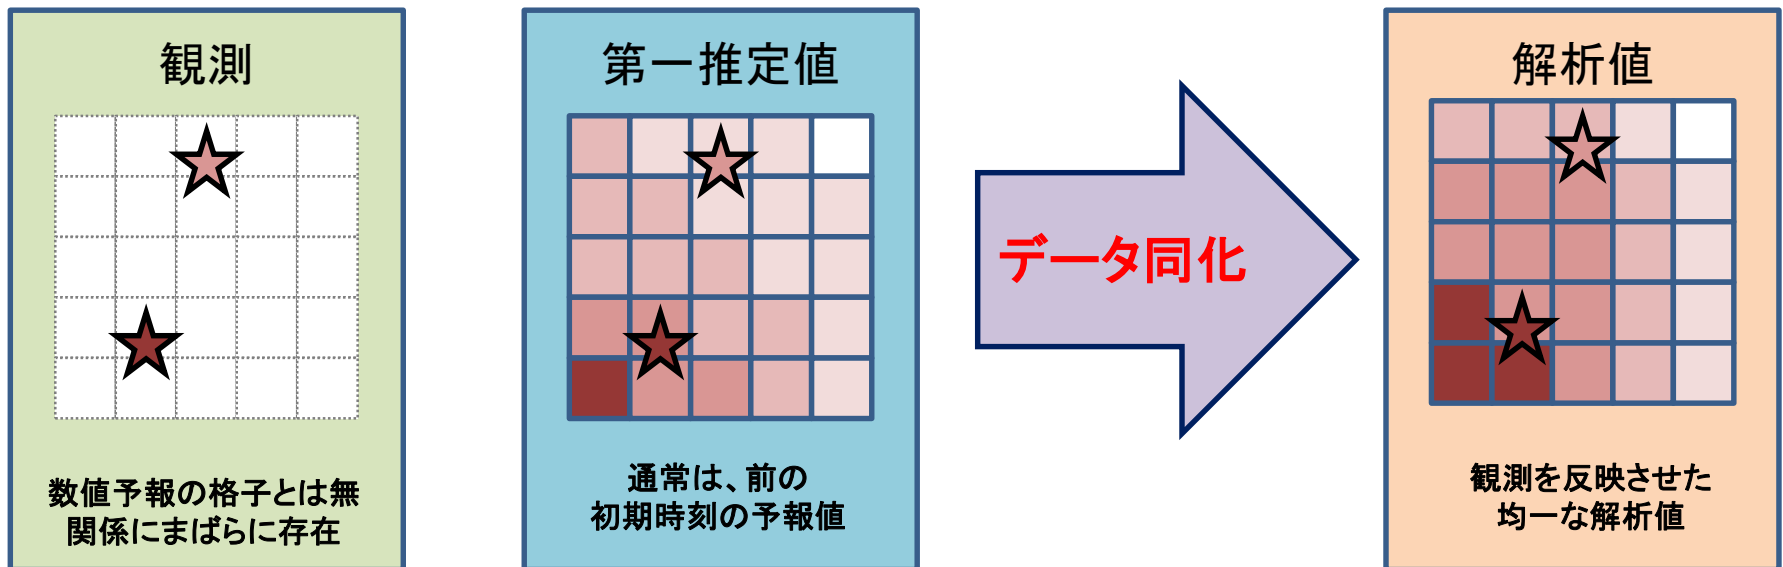 観測
数値予報の格子とは無
関係にまばらに存在
第一推定値
通常は、前の
初期時刻の予報値
データ同化
解析値
観測を反映させた
均一な解析値